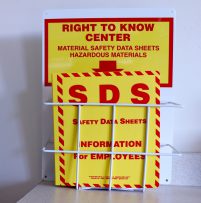 RIGHT TO KNOW
CENTER
MATERIAL SAFETY DATA SHEETS
HAZARDOUS MATERIALS
SDS
SAFETY DATA SHEETS
INFORMATION
For EMPLOYEES